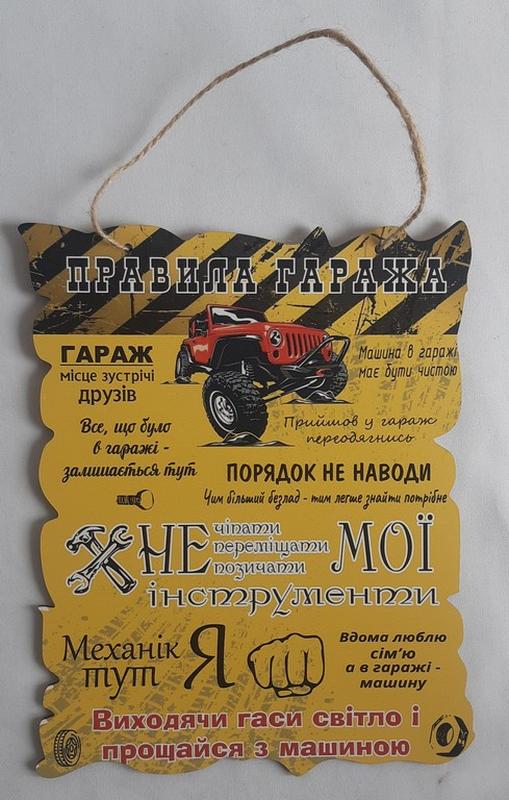 ПРАВИЛА ГАРАЖА
ГАРАЖ
місце зустрічі
друзів
Машина в гаражі
має бути чистою
Все, що було
в гаражі -
залишається тут
Прийшов у гараж
переодягнись
ПОРЯДОК НЕ НАВОДИ
Чим більший безлад - тим легше знайти потрібне
НЕ
чіпати
переміщати
позичати
МОЇ
інструменти
Механік
тут
Я
Вдома люблю
сім'ю
а в гаражі -
машину
Виходячи гаси світло і
прощайся з машиною